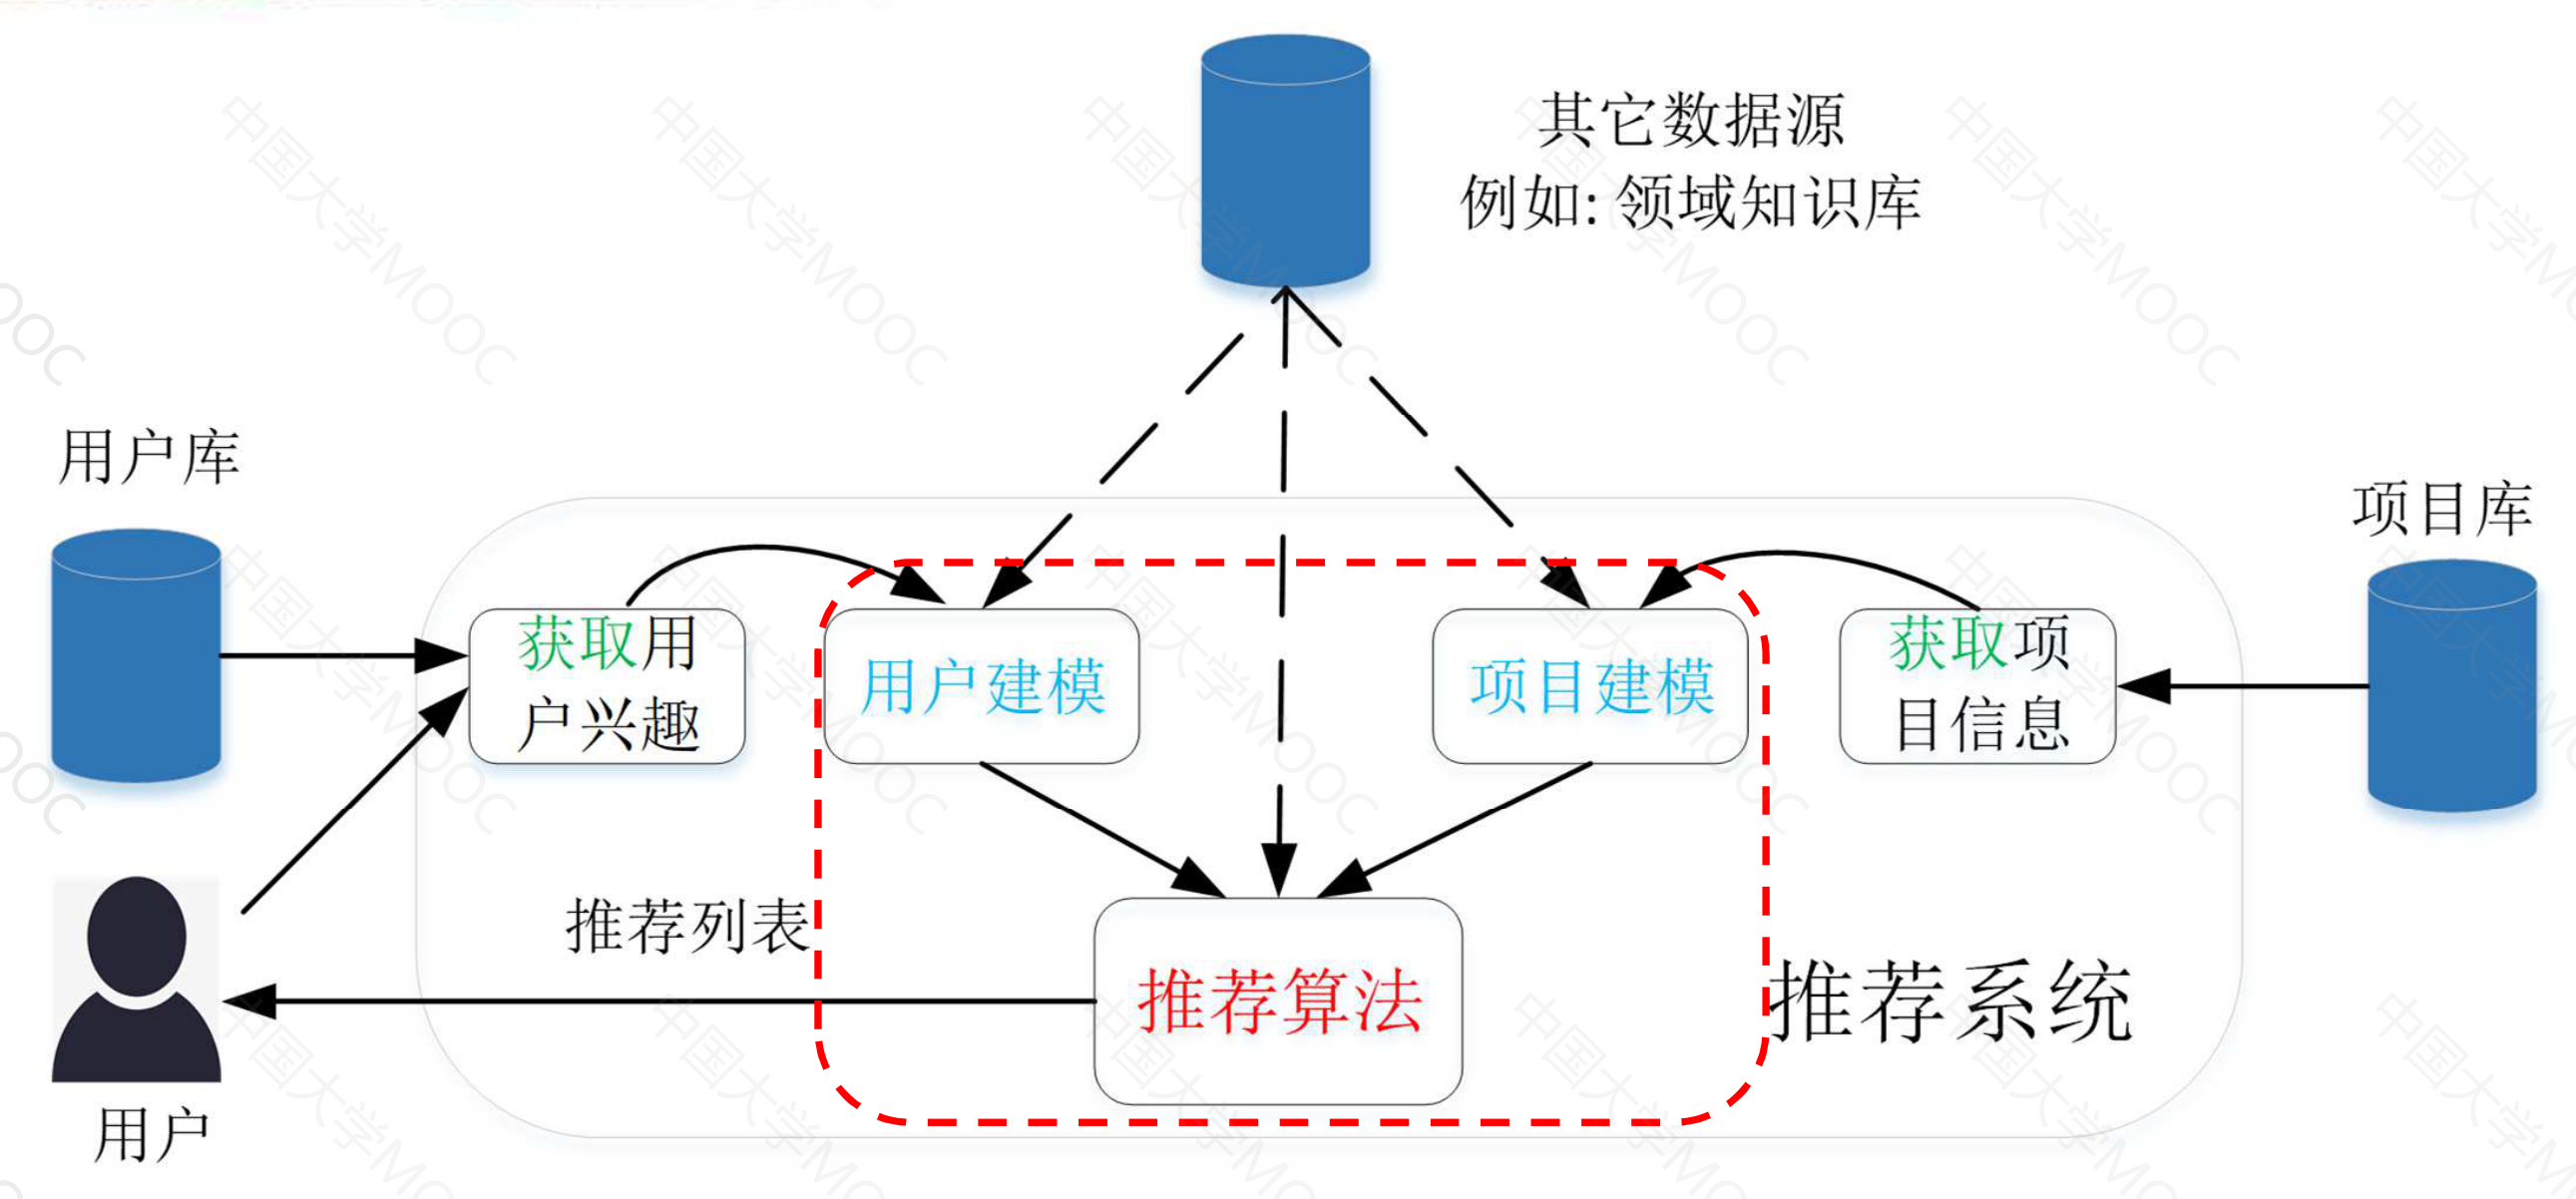 其它数据源
例如: 领域知识库
用户库
项目库
获取用
户兴趣
用户建模
项目建模
获取项
目信息
推荐列表
推荐算法
推荐系统
用户
中国大学MOOC